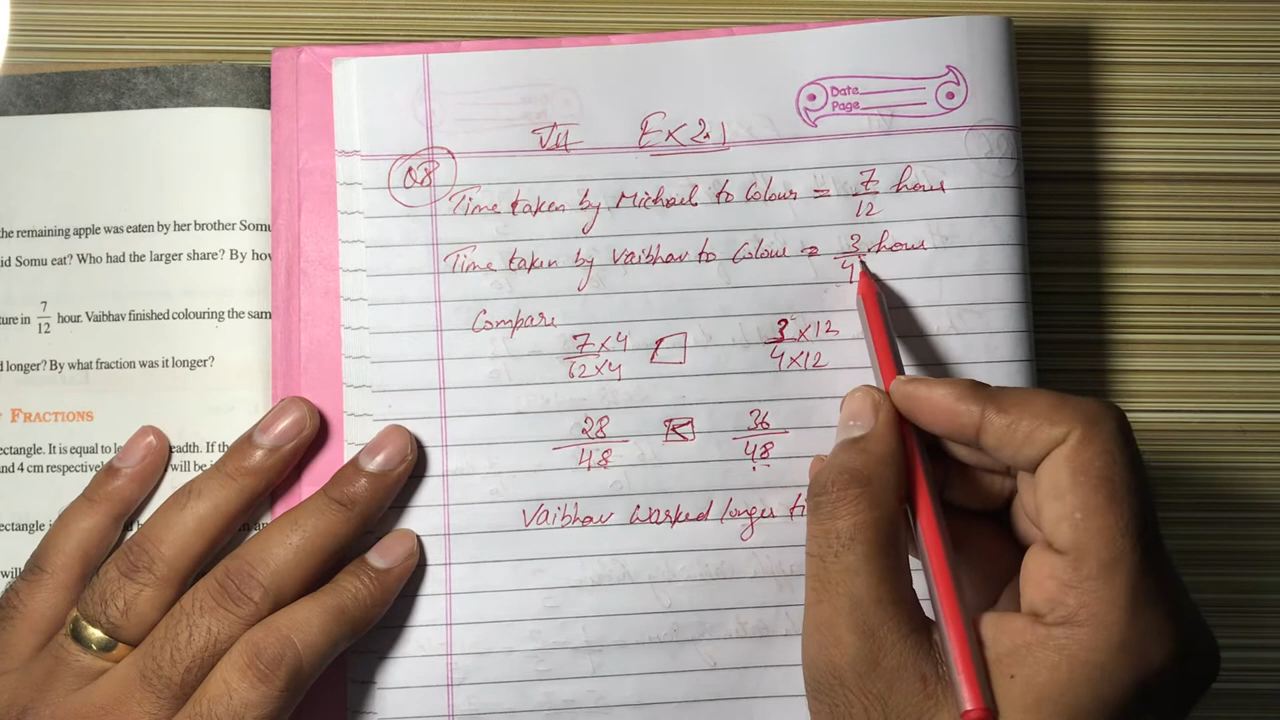 Date
Page
VII Ex 2.1
Q8
Time taken by Michael to Colour = 7/12 hour
Time taken by Vaibhav to Colour = 3/4 hour
Compare
7×4/12×4 □ 3×12/4×12
28/48 < 36/48
Vaibhav worked longer
the remaining apple was eaten by her brother Somu
id Somu eat? Who had the larger share? By
ture in 7/12 hour. Vaibhav finished colouring the sam
longer? By what fraction was it longer?
FRACTIONS
ectangle. It is equal to eadth. If
and 4 cm respectivel will be
ectangle
will